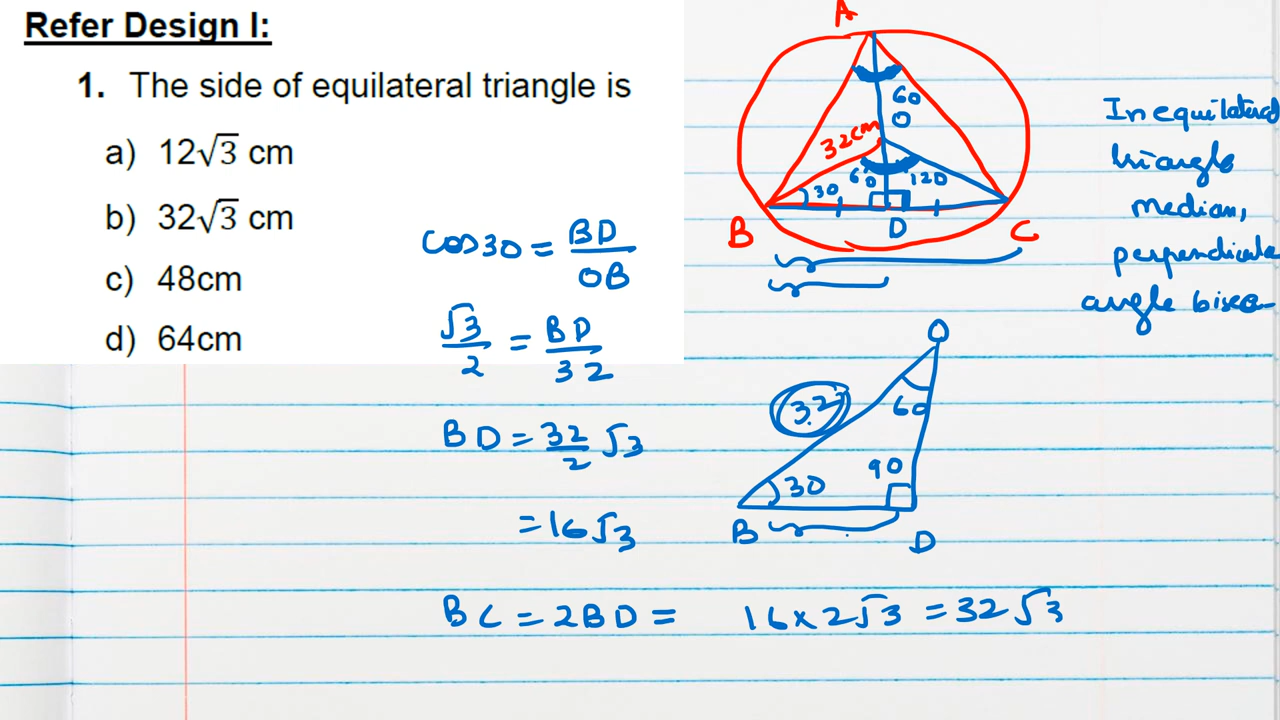 Refer Design I:
1. The side of equilateral triangle is
a) 12√3 cm
b) 32√3 cm
c) 48cm
d) 64cm
A
60
O
32cm
60
120
30
B
D
C
In equilateral
triangle
median,
perpendicula
angle bisec
cos30 = BD/OB
√3/2 = BD/32
BD = 32/2 √3
= 16√3
BC = 2BD = 16×2√3 = 32√3
O
32
60
90
30
B
D